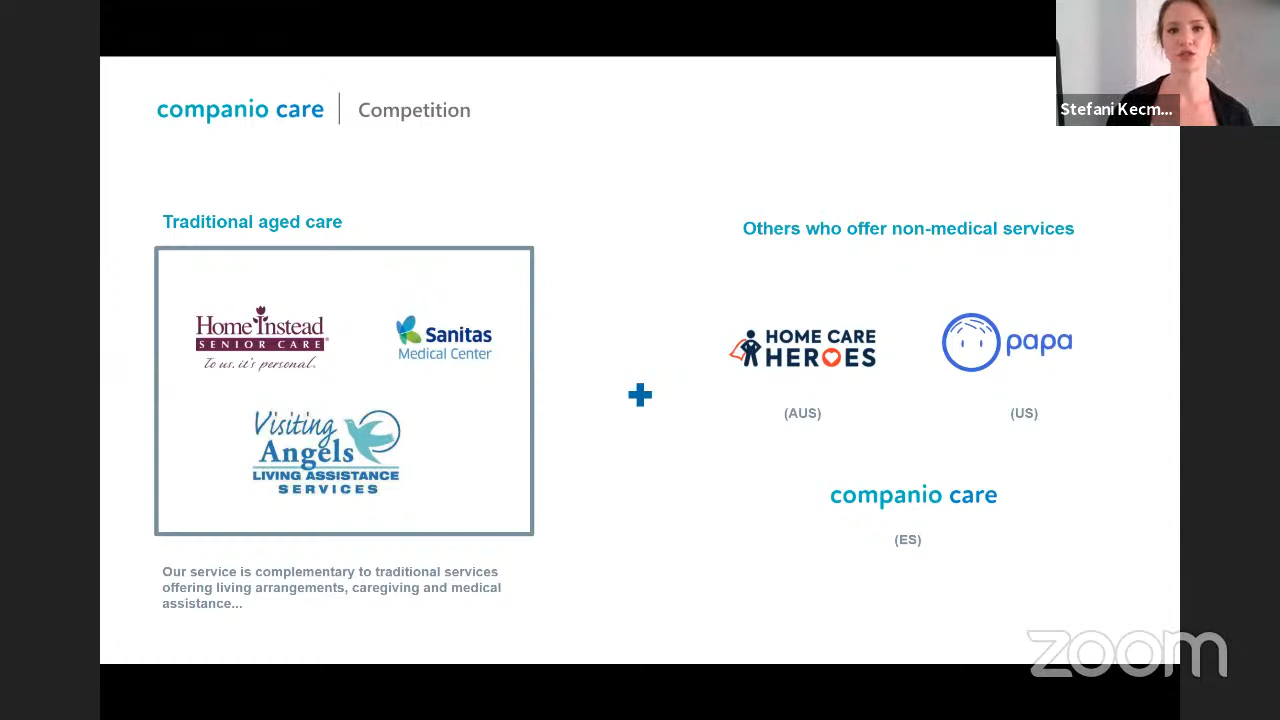 Stefani Kecm...
companio care | Competition
Traditional aged care
Home Instead
SENIOR CARE®
To us, it's personal.
Sanitas
Medical Center
Visiting
Angels
LIVING ASSISTANCE
SERVICES
Our service is complementary to traditional services
offering living arrangements, caregiving and medical
assistance...
Others who offer non-medical services
HOME CARE
HEROES
(AUS)
papa
(US)
companio care
(ES)
zoom